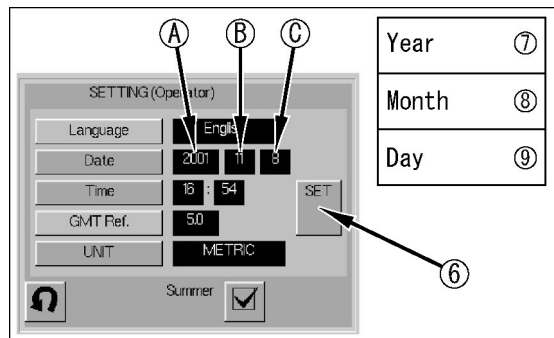 Ⓐ Ⓑ Ⓒ
SETTING (Operator)
Language English
Date 2001 11 8
Time 16 : 54
SET
GMT Ref. 5.0
UNIT METRIC
Summer
⑥
Year ⑦
Month ⑧
Day ⑨